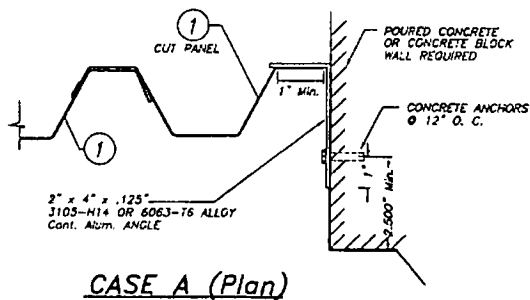 1
CUT PANEL
POURED CONCRETE
OR CONCRETE BLOCK
WALL REQUIRED
1" Min.
CONCRETE ANCHORS
@ 12" O. C.
1
1"
2.500" Min.
2" x 4" x .125"
3105-H14 OR 6063-T6 ALLOY
Cont. Alum. ANGLE
CASE A (Plan)